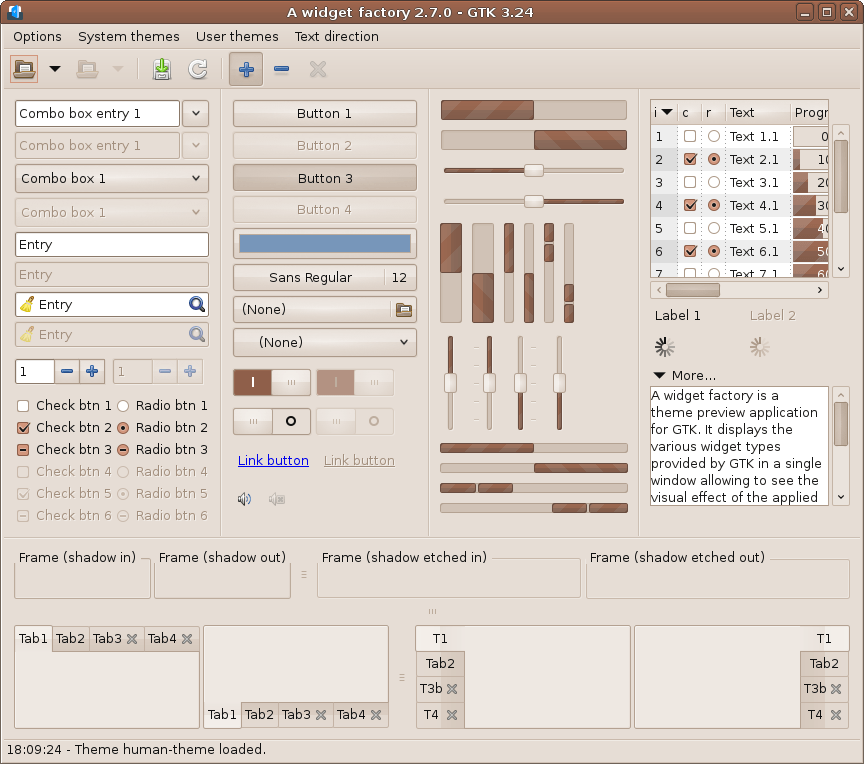 A widget factory 2.7.0 - GTK 3.24
Options System themes User themes Text direction
Combo box entry 1
Combo box entry 1
Combo box 1
Combo box 1
Entry
Entry
Entry
Entry
1 1
Check btn 1 Radio btn 1
Check btn 2 Radio btn 2
Check btn 3 Radio btn 3
Check btn 4 Radio btn 4
Check btn 5 Radio btn 5
Check btn 6 Radio btn 6
Button 1
Button 2
Button 3
Button 4
Sans Regular 12
(None)
(None)
Link button Link button
i c r Text Progr
1 Text 1.1 0
2 Text 2.1 10
3 Text 3.1 20
4 Text 4.1 30
5 Text 5.1 40
6 Text 6.1 50
7 Text 7.1 60
Label 1 Label 2
More...
A widget factory is a
theme preview application
for GTK. It displays the
various widget types
provided by GTK in a single
window allowing to see the
visual effect of the applied
Frame (shadow in) Frame (shadow out) Frame (shadow etched in) Frame (shadow etched out)
Tab1 Tab2 Tab3 Tab4
Tab1 Tab2 Tab3 Tab4
T1
Tab2
T3b
T4
T1
Tab2
T3b
T4
18:09:24 - Theme human-theme loaded.